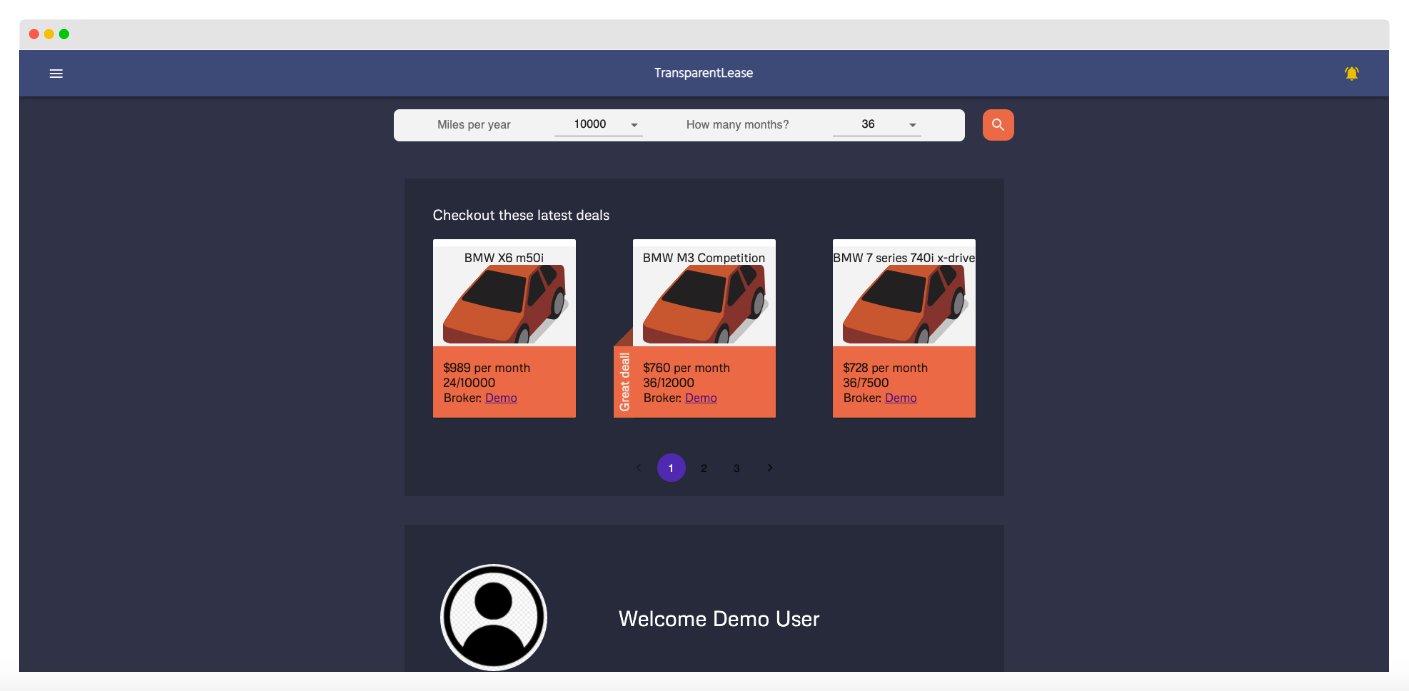 TransparentLease
Miles per year 10000 How many months? 36
Checkout these latest deals
BMW X6 m50i
$989 per month
24/10000
Broker: Demo
BMW M3 Competition
Great deal!
$760 per month
36/12000
Broker: Demo
BMW 7 series 740i x-drive
$728 per month
36/7500
Broker: Demo
1 2 3
Welcome Demo User